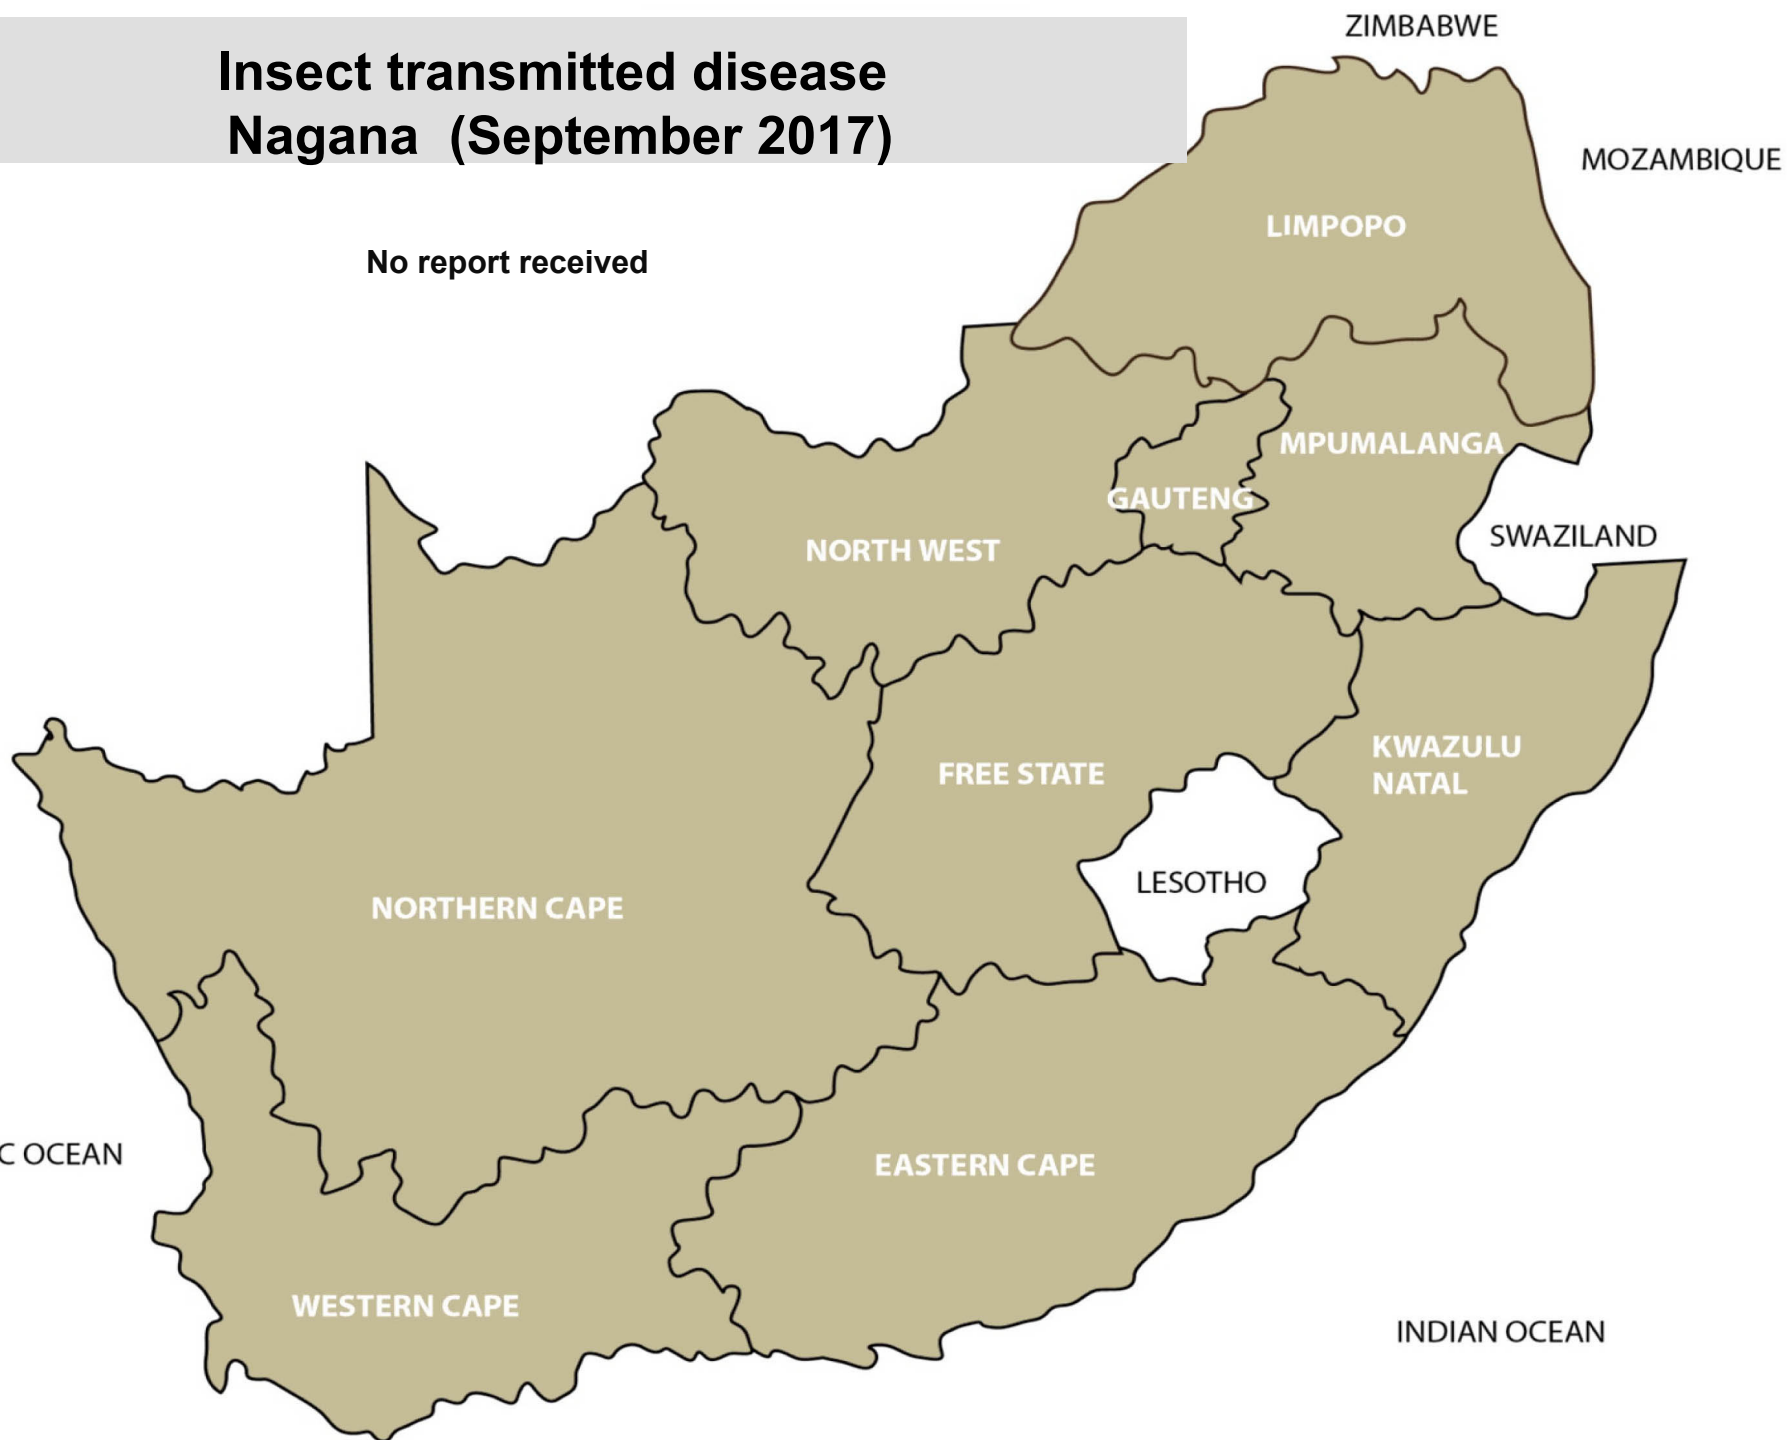 Insect transmitted disease
Nagana (September 2017)
ZIMBABWE
MOZAMBIQUE
LIMPOPO
No report received
MPUMALANGA
GAUTENG
SWAZILAND
NORTH WEST
KWAZULU
NATAL
FREE STATE
LESOTHO
NORTHERN CAPE
C OCEAN
EASTERN CAPE
WESTERN CAPE
INDIAN OCEAN